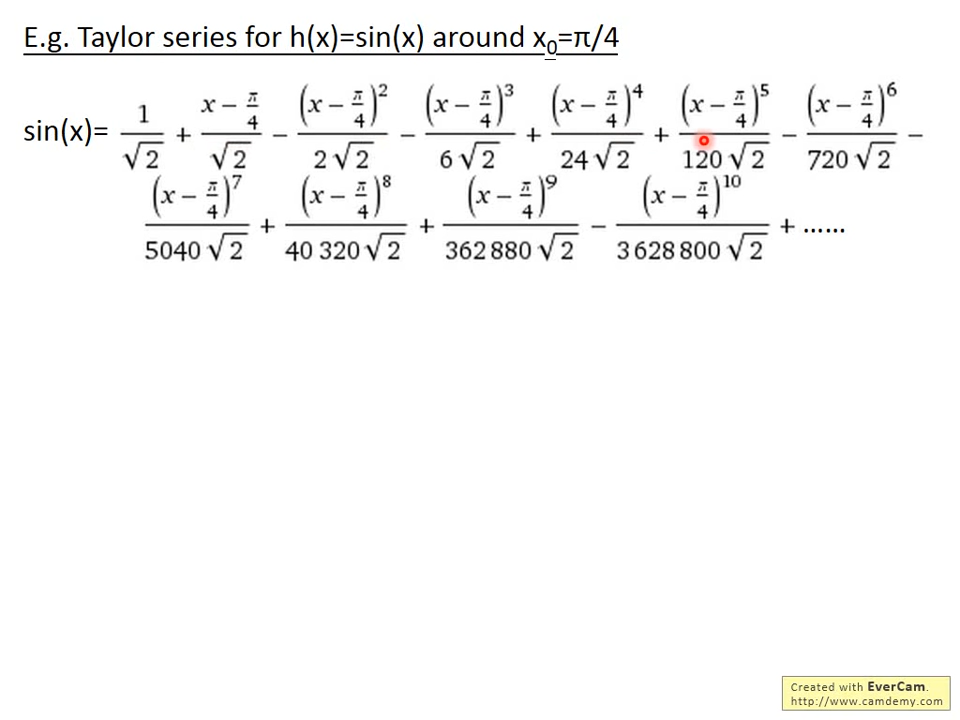 E.g. Taylor series for h(x)=sin(x) around x₀=π/4
sin(x)= 1/√2 + (x − π/4)/√2 − (x − π/4)²/(2√2) − (x − π/4)³/(6√2) + (x − π/4)⁴/(24√2) + (x − π/4)⁵/(120√2) − (x − π/4)⁶/(720√2) −
(x − π/4)⁷/(5040√2) + (x − π/4)⁸/(40 320√2) + (x − π/4)⁹/(362 880√2) − (x − π/4)¹⁰/(3 628 800√2) + ……
Created with EverCam.
http://www.camdemy.com